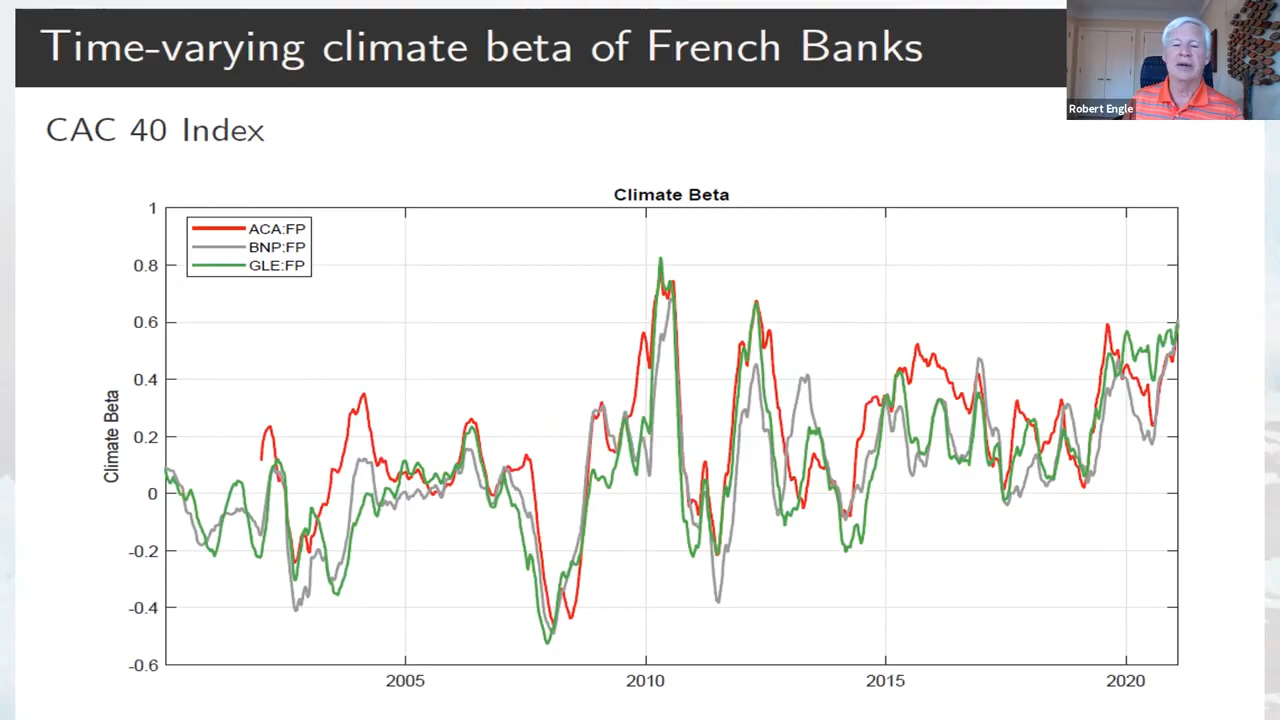 Time-varying climate beta of French Banks
Robert Engle
CAC 40 Index
Climate Beta
1
0.8
0.6
0.4
0.2
0
-0.2
-0.4
-0.6
Climate Beta
ACA:FP
BNP:FP
GLE:FP
2005
2010
2015
2020